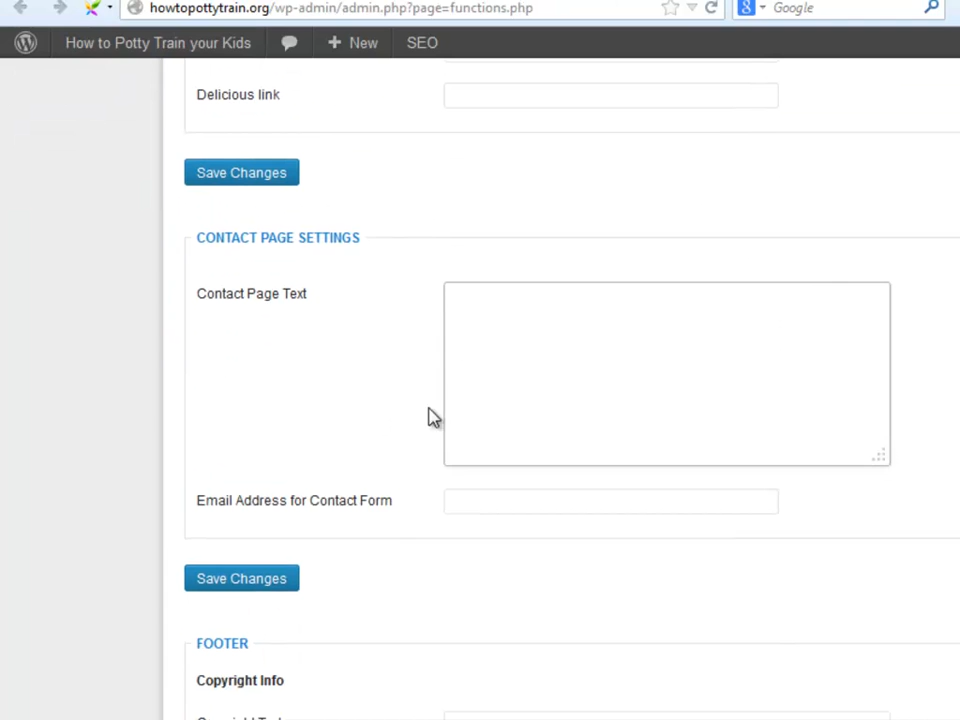 howtopottytrain.org/wp-admin/admin.php?page=functions.php
8 Google
How to Potty Train your Kids
New
SEO
Delicious link
Save Changes
CONTACT PAGE SETTINGS
Contact Page Text
Email Address for Contact Form
Save Changes
FOOTER
Copyright Info